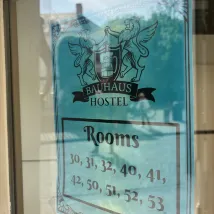 BAUHAUS
HOSTEL
Rooms
30, 31, 32, 40, 41,
42, 50, 51, 52, 53